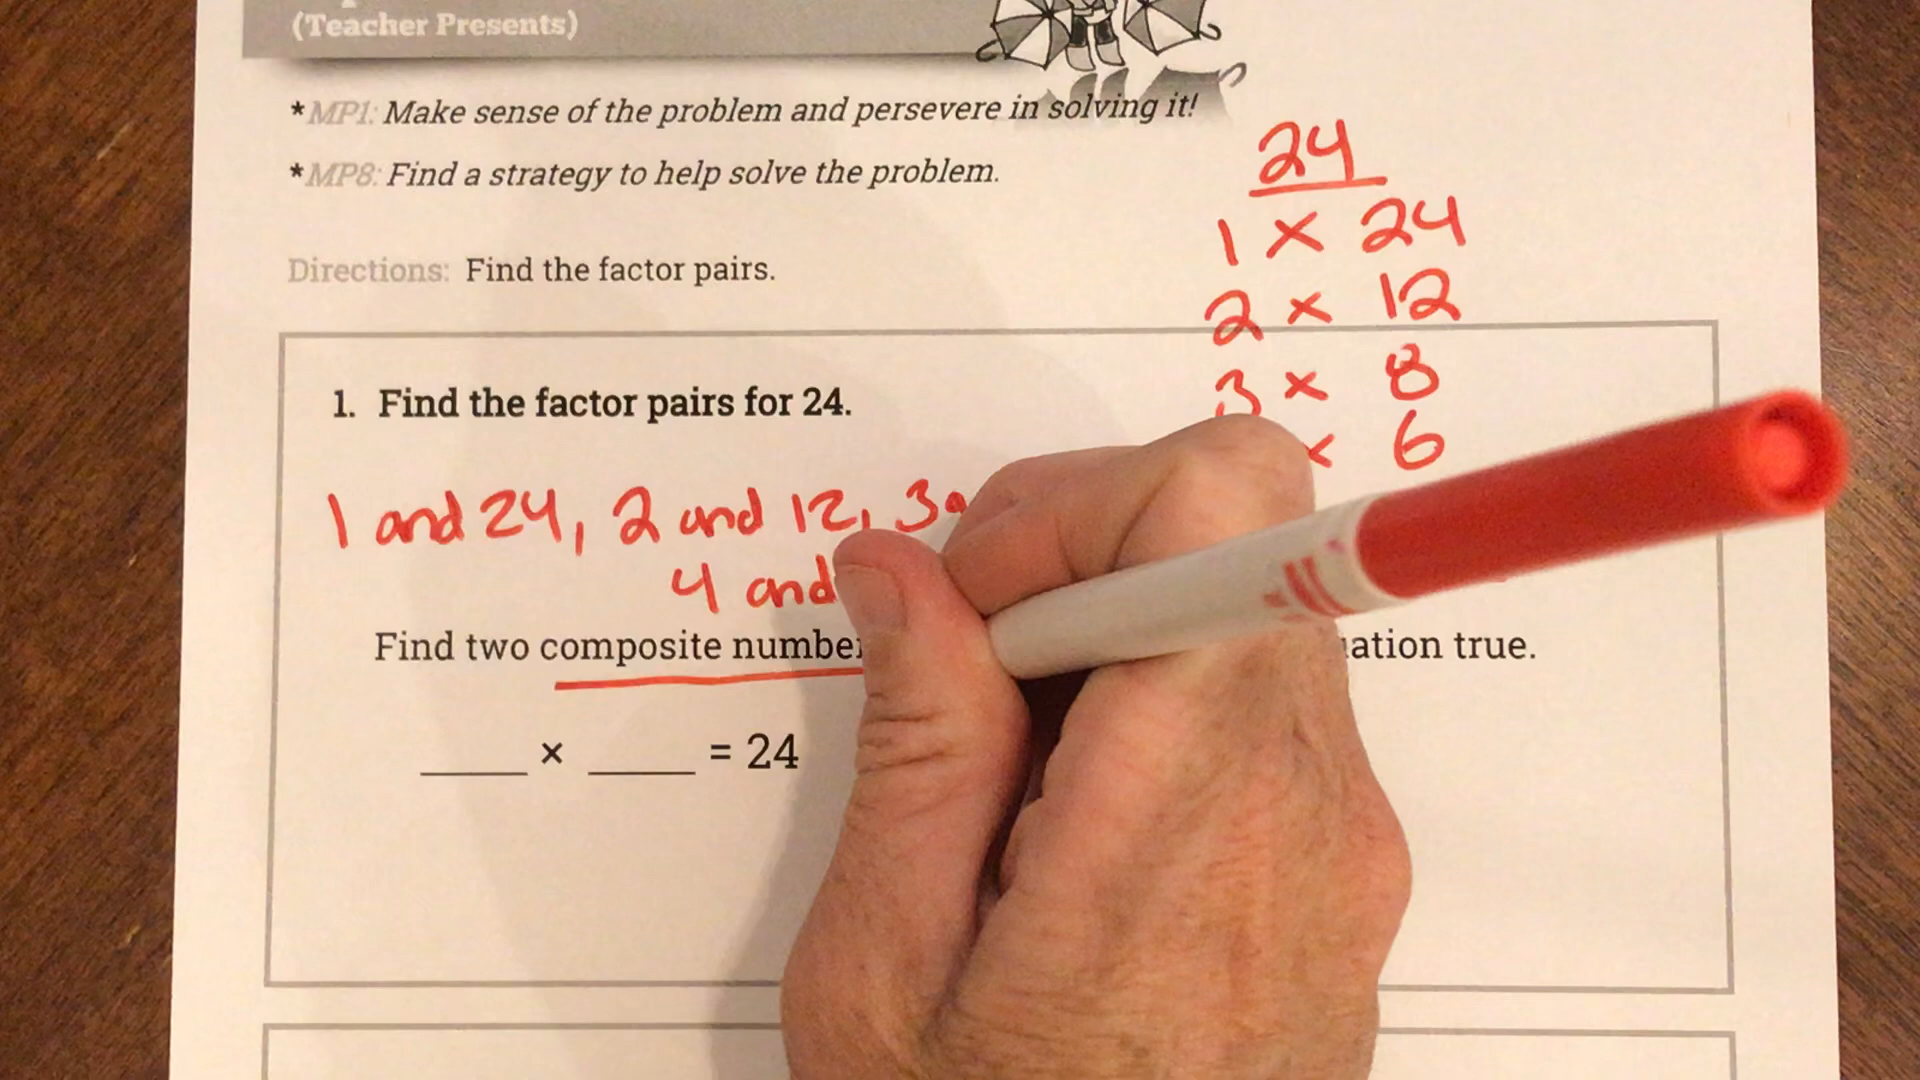 (Teacher Presents)
*MP1: Make sense of the problem and persevere in solving it!
*MP8: Find a strategy to help solve the problem.
24
1 × 24
2 × 12
3 × 8
× 6
Directions: Find the factor pairs.
1. Find the factor pairs for 24.
1 and 24, 2 and 12, 3
4 and
Find two composite true.
____ × ____ = 24